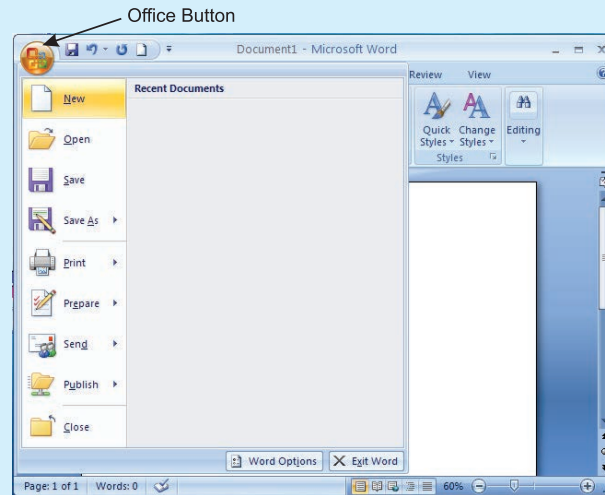 Office Button
Document1 - Microsoft Word
Review View
New
Recent Documents
Open
Save
Save As
Print
Prepare
Send
Publish
Close
Quick Styles
Change Styles
Editing
Styles
Word Options
Exit Word
Page: 1 of 1 Words: 0
60%